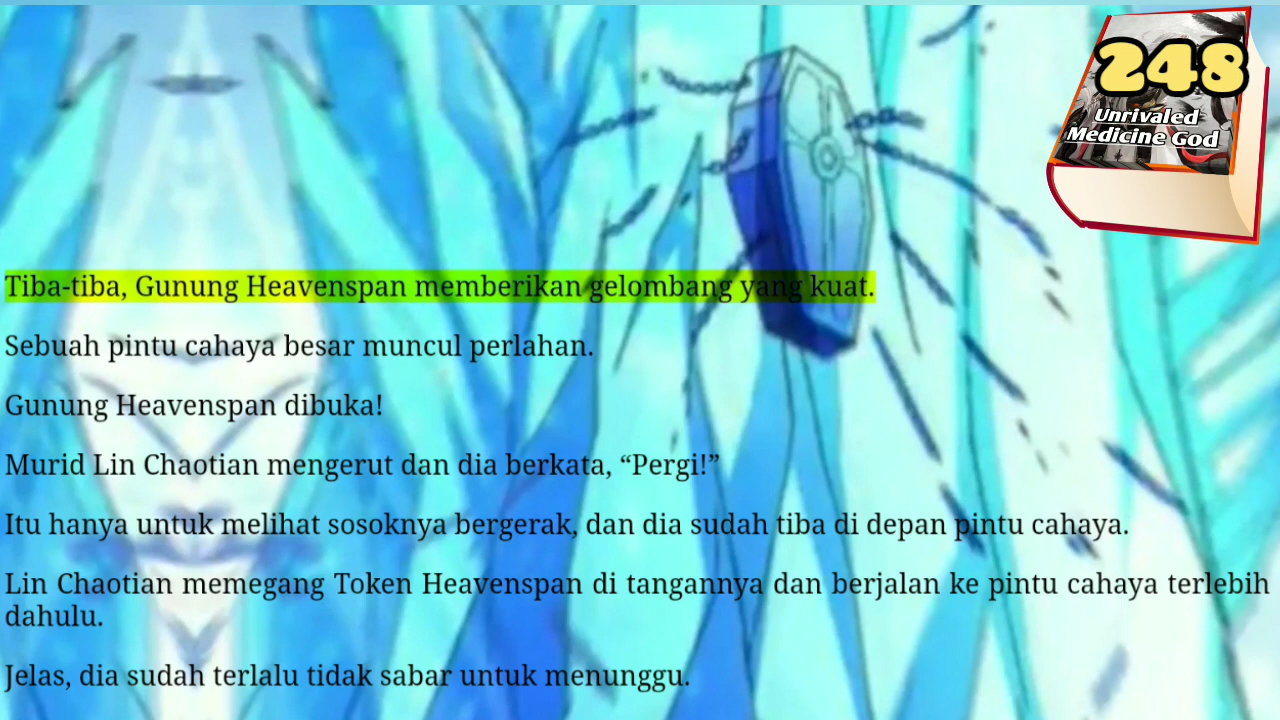 248
Unrivaled
Medicine God
Tiba-tiba, Gunung Heavenspan memberikan gelombang yang kuat.
Sebuah pintu cahaya besar muncul perlahan.
Gunung Heavenspan dibuka!
Murid Lin Chaotian mengerut dan dia berkata, “Pergi!”
Itu hanya untuk melihat sosoknya bergerak, dan dia sudah tiba di depan pintu cahaya.
Lin Chaotian memegang Token Heavenspan di tangannya dan berjalan ke pintu cahaya terlebih
dahulu.
Jelas, dia sudah terlalu tidak sabar untuk menunggu.